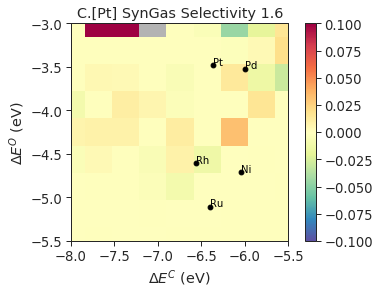 C.[Pt] SynGas Selectivity 1.6
−3.0
−3.5
−4.0
−4.5
−5.0
−5.5
ΔE^O (eV)
Pt
Pd
Rh
Ni
Ru
−8.0 −7.5 −7.0 −6.5 −6.0 −5.5
ΔE^C (eV)
0.100
0.075
0.050
0.025
0.000
−0.025
−0.050
−0.075
−0.100